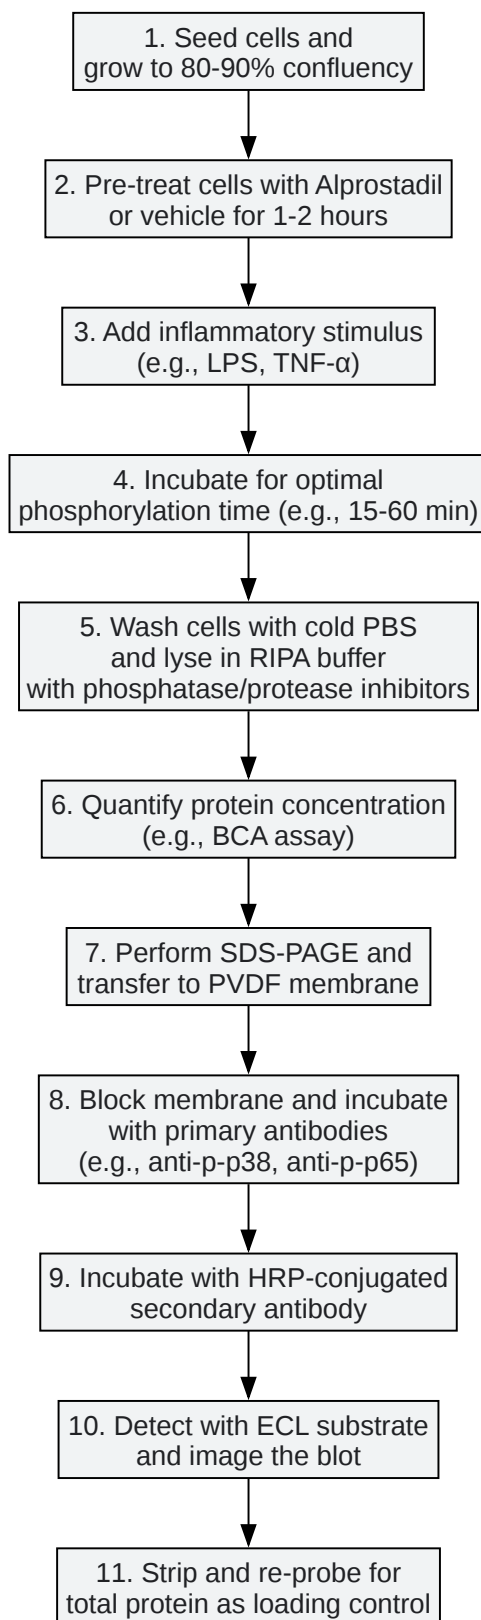 1. Seed cells and
grow to 80-90% confluency
2. Pre-treat cells with Alprostadil
or vehicle for 1-2 hours
3. Add inflammatory stimulus
(e.g., LPS, TNF-α)
4. Incubate for optimal
phosphorylation time (e.g., 15-60 min)
5. Wash cells with cold PBS
and lyse in RIPA buffer
with phosphatase/protease inhibitors
6. Quantify protein concentration
(e.g., BCA assay)
7. Perform SDS-PAGE and
transfer to PVDF membrane
8. Block membrane and incubate
with primary antibodies
(e.g., anti-p-p38, anti-p-p65)
9. Incubate with HRP-conjugated
secondary antibody
10. Detect with ECL substrate
and image the blot
11. Strip and re-probe for
total protein as loading control